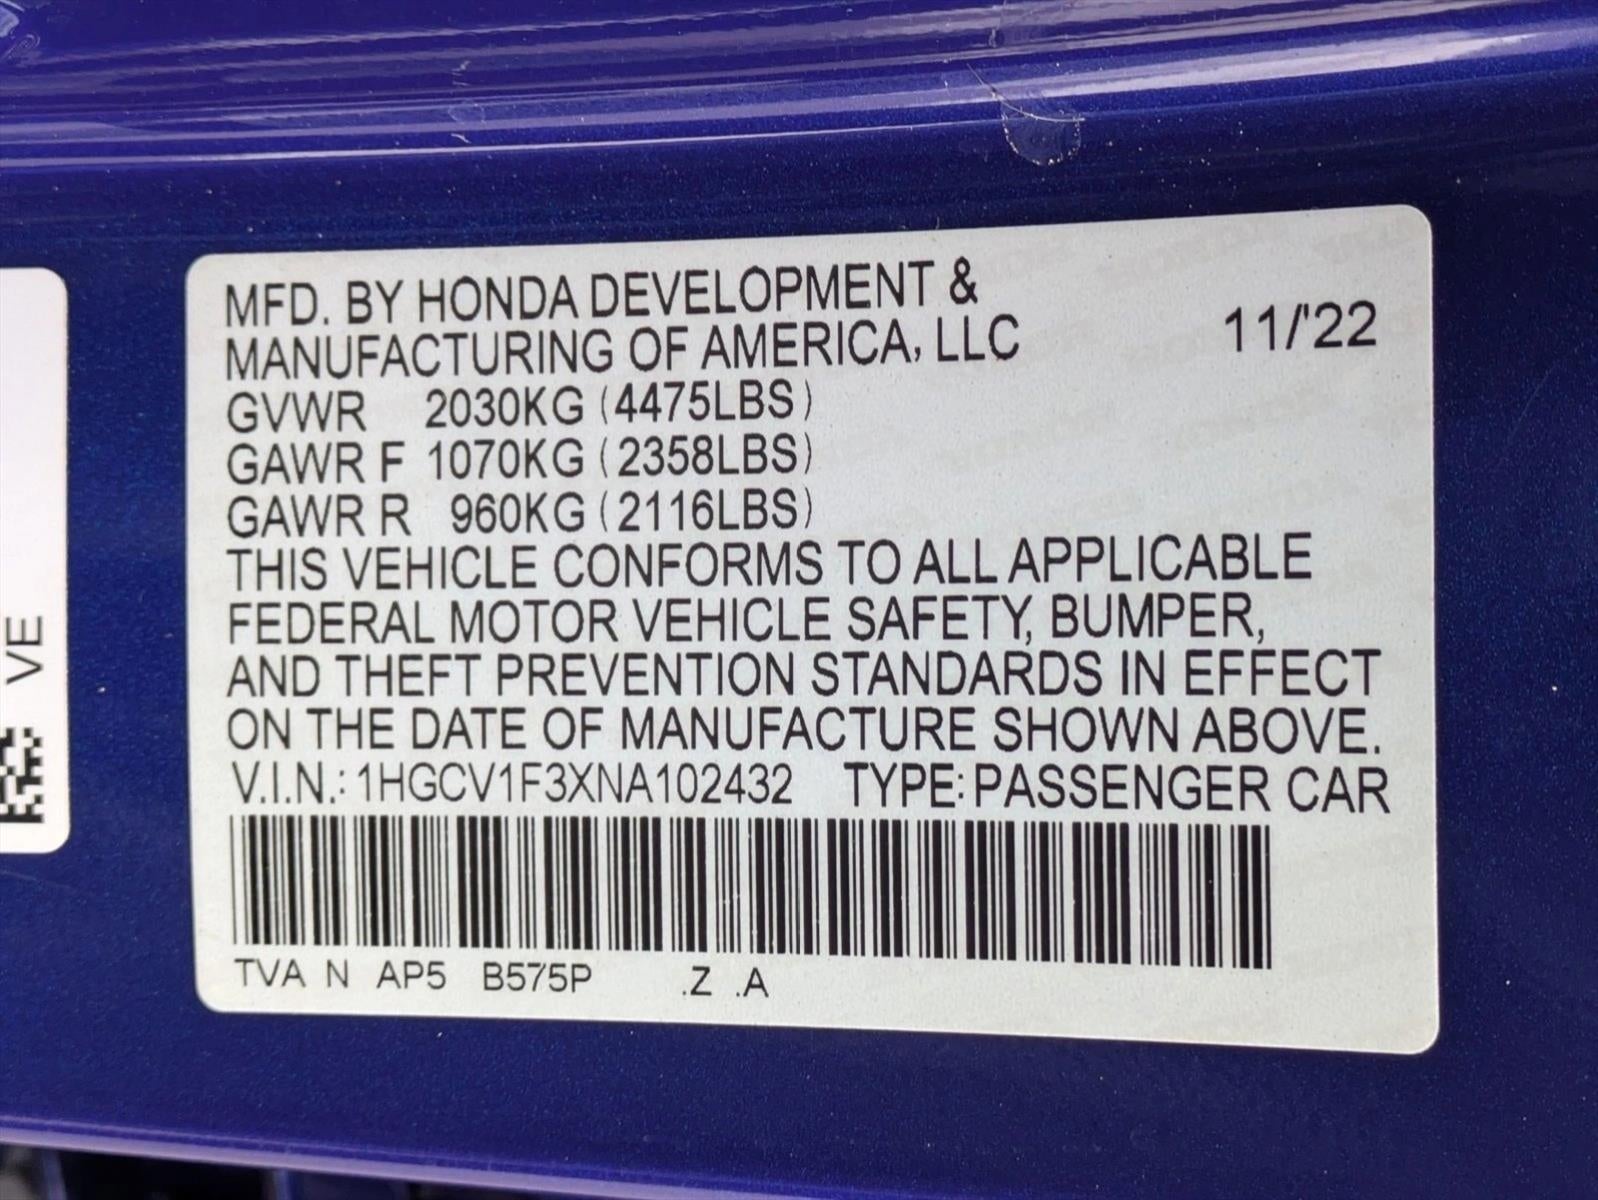 MFD. BY HONDA DEVELOPMENT &
MANUFACTURING OF AMERICA, LLC 11/'22
GVWR 2030KG (4475LBS)
GAWR F 1070KG (2358LBS)
GAWR R 960KG (2116LBS)
THIS VEHICLE CONFORMS TO ALL APPLICABLE
FEDERAL MOTOR VEHICLE SAFETY, BUMPER,
AND THEFT PREVENTION STANDARDS IN EFFECT
ON THE DATE OF MANUFACTURE SHOWN ABOVE.
V.I.N.: 1HGCV1F3XNA102432 TYPE: PASSENGER CAR
TVA N AP5 B575P .Z .A
VE